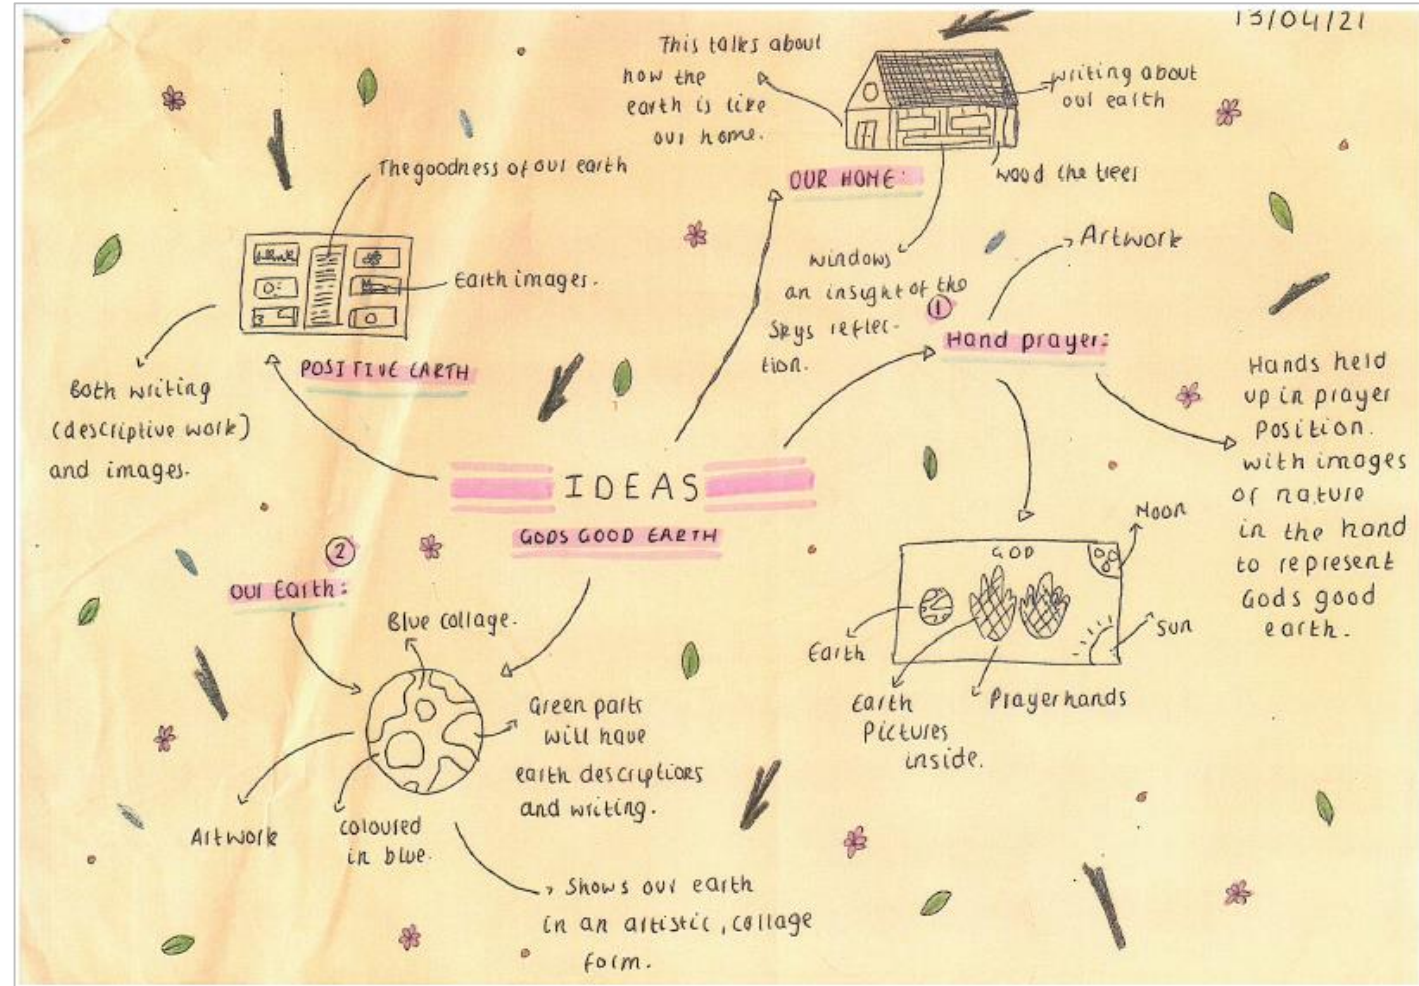 13/04/21
This talks about
how the
earth is like
our home.
writing about
our earth
wood the trees
OUR HOME:
windows
an insight of the
skys reflec-
tion.
The goodness of our earth
Earth images.
POSITIVE EARTH
Both writing
(descriptive work)
and images.
Artwork
1
Hand prayer:
Hands held
up in prayer
Position.
with images
of nature
in the hand
to represent
Gods good
earth.
IDEAS
GODS GOOD EARTH
GOD
Moon
Sun
Earth
Earth
Pictures
inside.
Prayer hands
2
Our Earth:
Blue collage.
Green parts
will have
earth descriptions
and writing.
Artwork
coloured
in blue.
Shows our earth
in an artistic, collage
form.